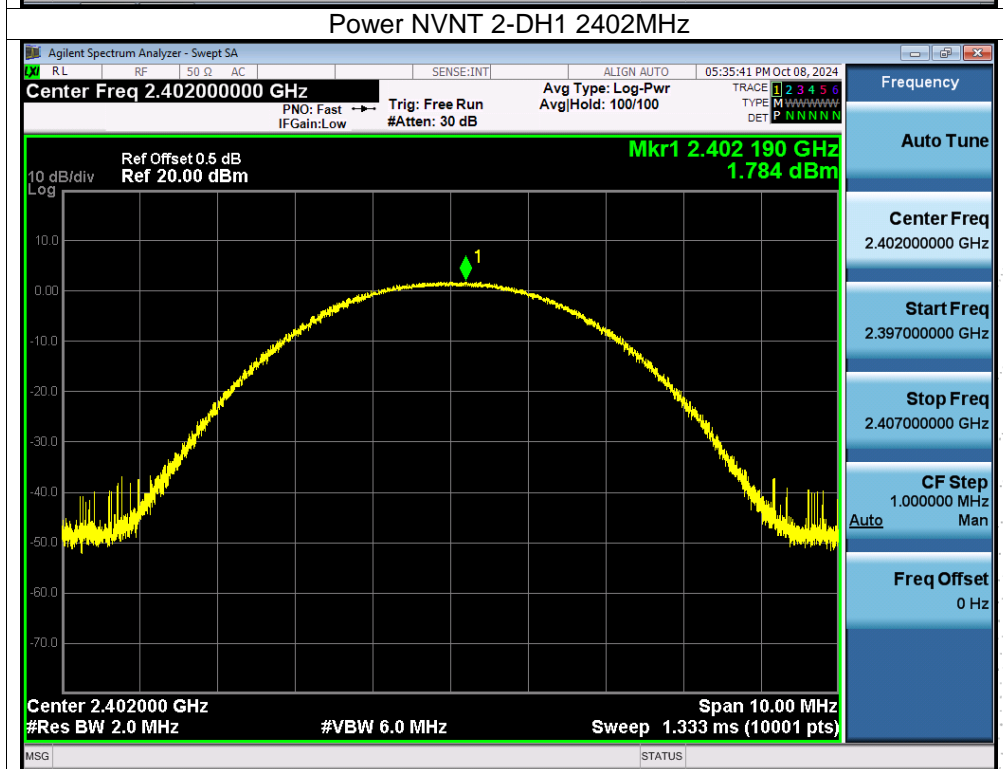 Power NVNT 2-DH1 2402MHz
Agilent Spectrum Analyzer - Swept SA
LXI RL RF 50 Ω AC SENSE:INT ALIGN AUTO 05:35:41 PM Oct 08, 2024
Center Freq 2.402000000 GHz
PNO: Fast
IFGain:Low
Trig: Free Run
#Atten: 30 dB
Avg Type: Log-Pwr
Avg|Hold: 100/100
TRACE 1 2 3 4 5 6
TYPE M WWWWW
DET P N N N N N
Ref Offset 0.5 dB
10 dB/div Ref 20.00 dBm
Log
Mkr1 2.402 190 GHz
1.784 dBm
10.0
0.00
-10.0
-20.0
-30.0
-40.0
-50.0
-60.0
-70.0
1
Center 2.402000 GHz Span 10.00 MHz
#Res BW 2.0 MHz #VBW 6.0 MHz Sweep 1.333 ms (10001 pts)
MSG STATUS
Frequency
Auto Tune
Center Freq
2.402000000 GHz
Start Freq
2.397000000 GHz
Stop Freq
2.407000000 GHz
CF Step
1.000000 MHz
Auto Man
Freq Offset
0 Hz